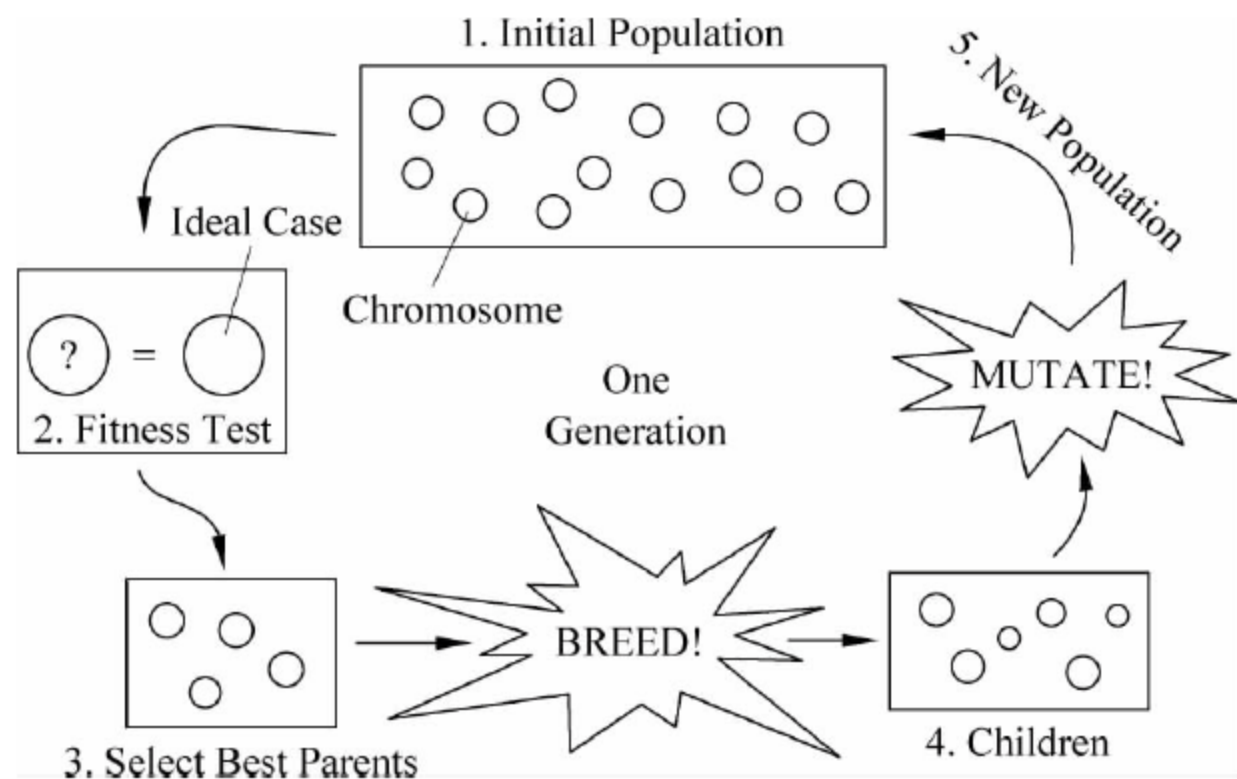 1. Initial Population
5. New Population
Ideal Case
Chromosome
? =
2. Fitness Test
One
Generation
MUTATE!
BREED!
3. Select Best Parents
4. Children